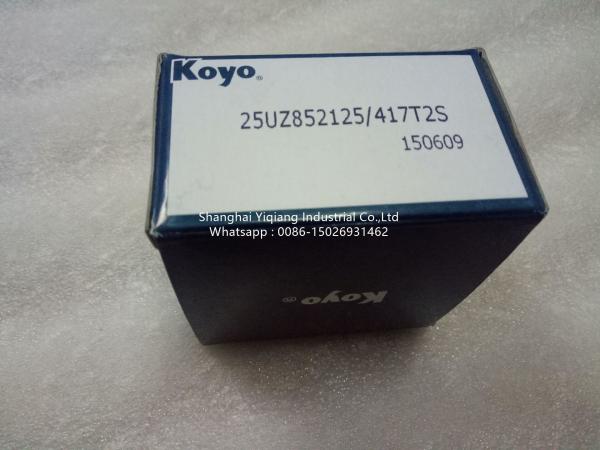 Koyo®
25UZ852125/417T2S
150609
Shanghai Yiqiang Industrial Co.,Ltd
Whatsapp : 0086-15026931462
Koyo®